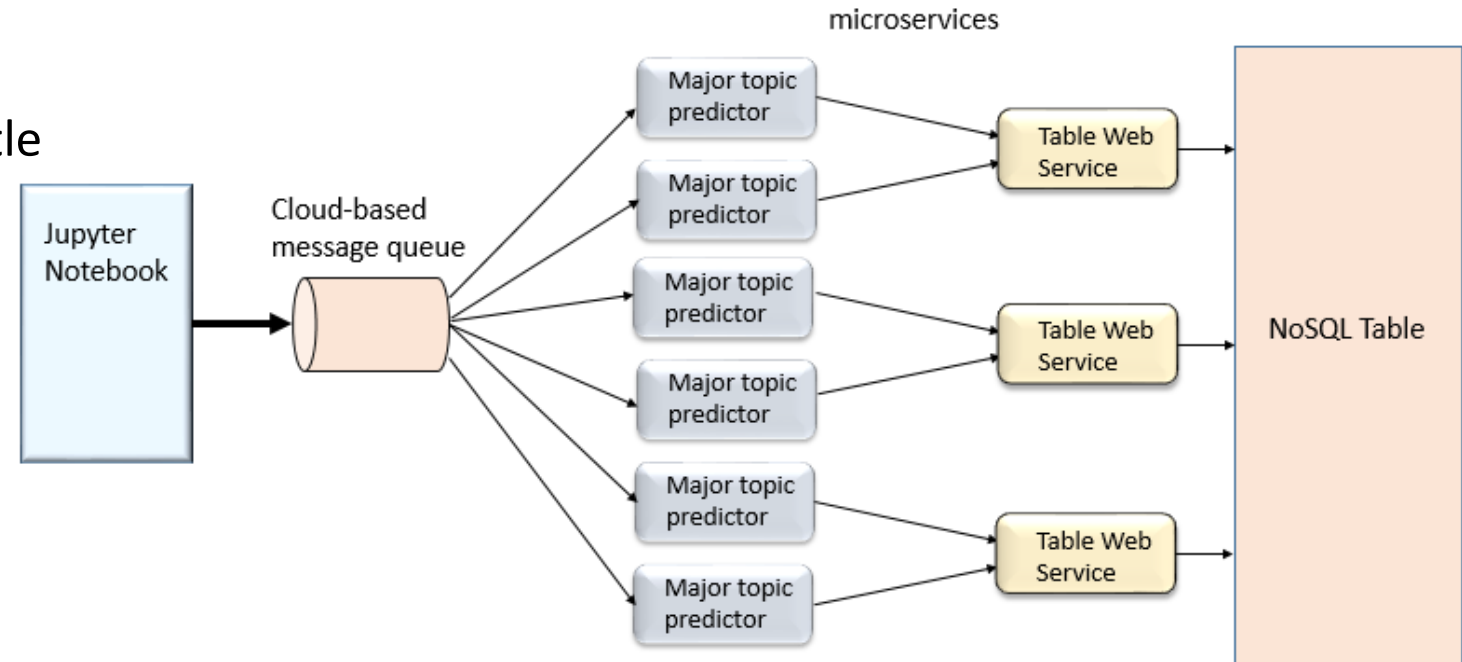 microservices
Jupyter
Notebook
Cloud-based
message queue
Major topic
predictor
Major topic
predictor
Major topic
predictor
Major topic
predictor
Major topic
predictor
Major topic
predictor
Table Web
Service
Table Web
Service
Table Web
Service
NoSQL Table